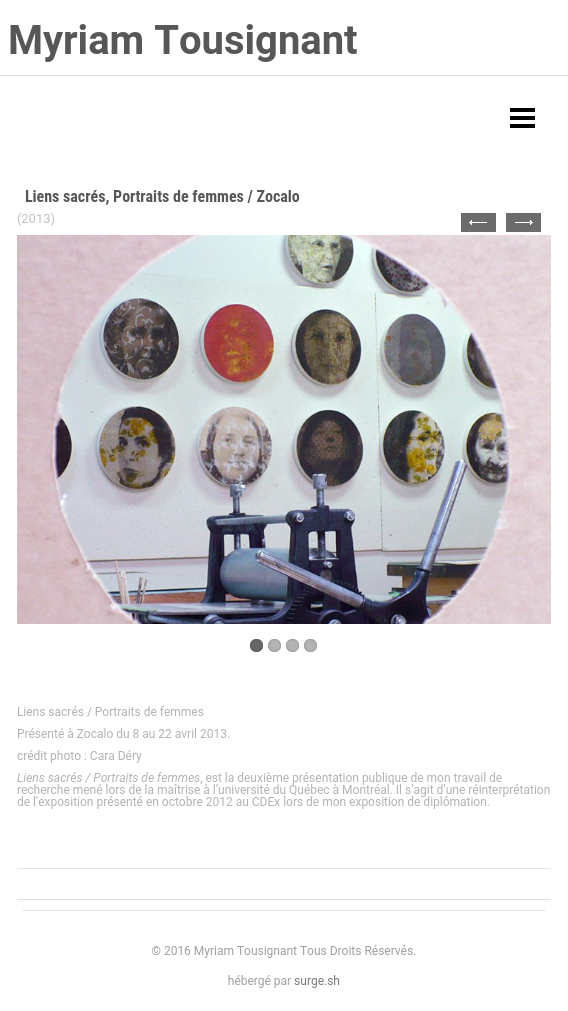 Myriam Tousignant
Liens sacrés, Portraits de femmes / Zocalo
(2013)
Liens sacrés / Portraits de femmes
Présenté à Zocalo du 8 au 22 avril 2013.
crédit photo : Cara Déry
Liens sacrés / Portraits de femmes, est la deuxième présentation publique de mon travail de
recherche mené lors de la maîtrise à l'université du Québec à Montréal. Il s'agit d'une réinterprétation
de l'exposition présenté en octobre 2012 au CDEx lors de mon exposition de diplômation.
© 2016 Myriam Tousignant Tous Droits Réservés.
hébergé par surge.sh